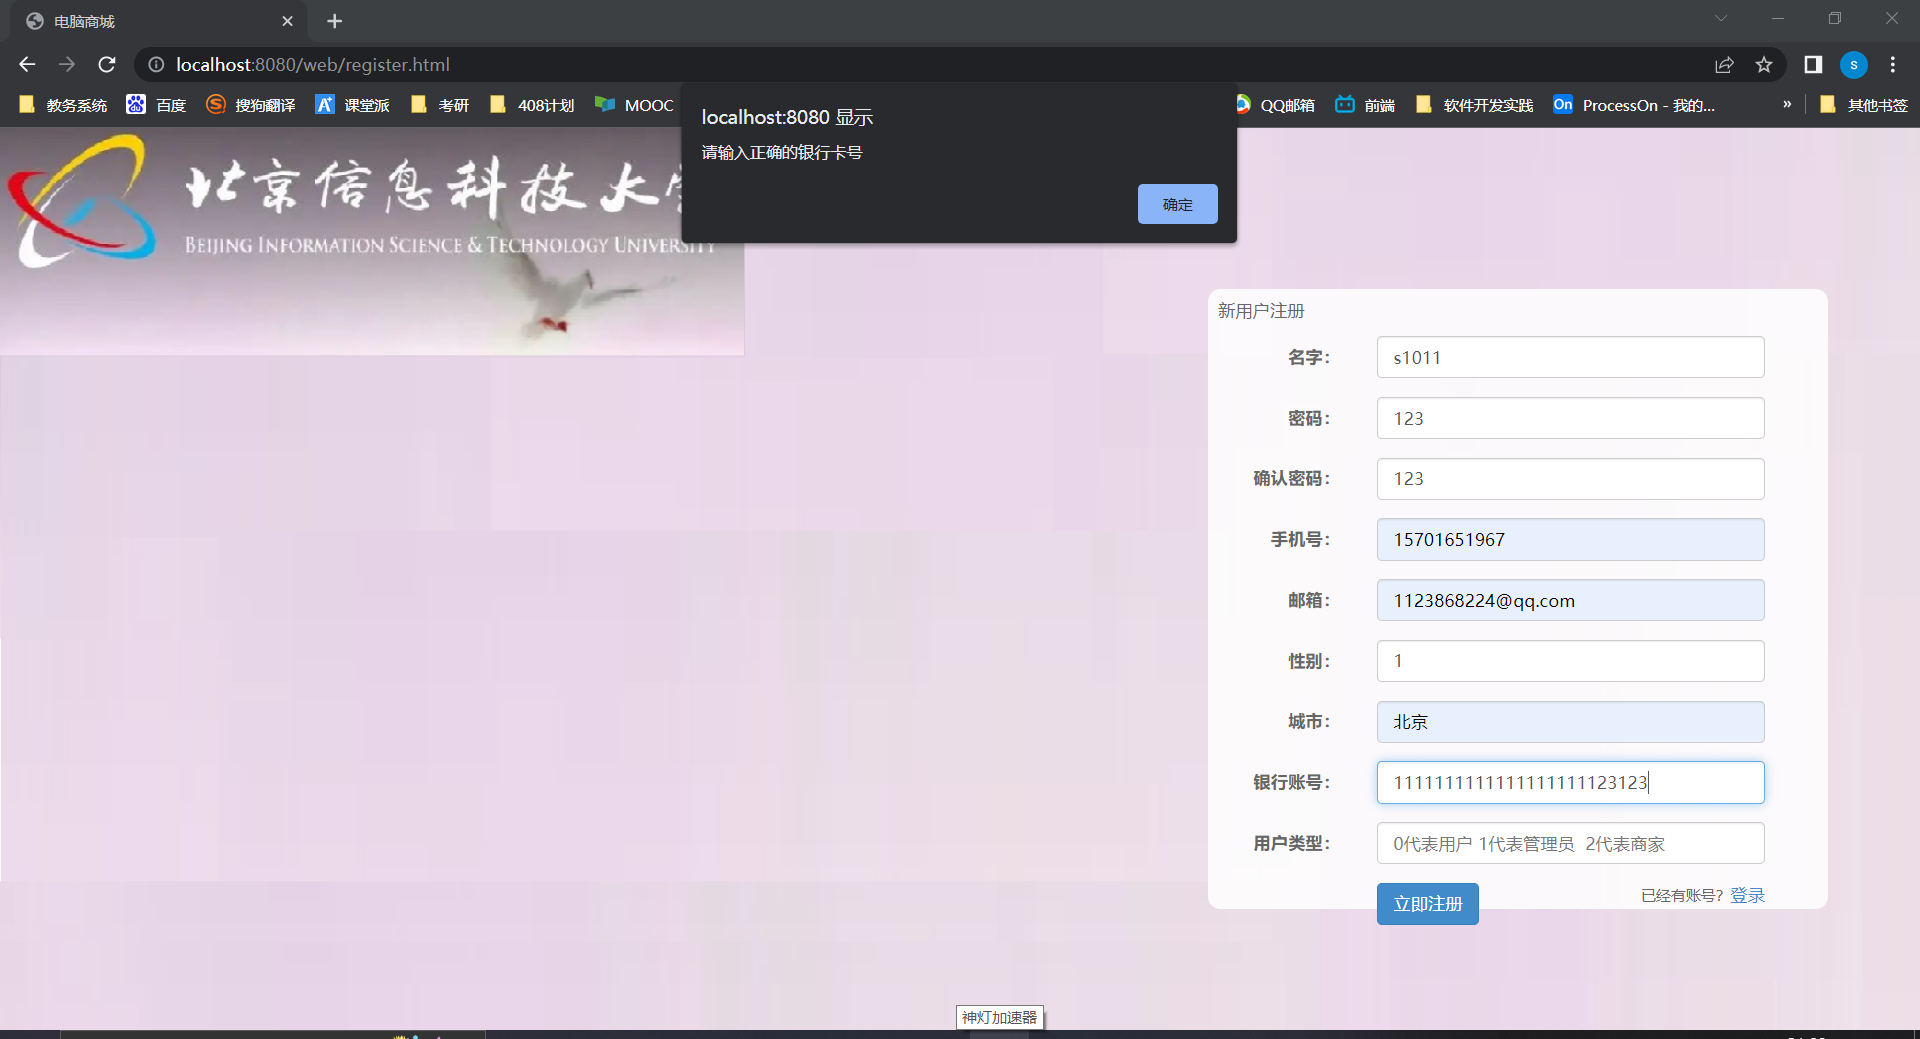 电脑商城
localhost:8080/web/register.html
s
教务系统 百度 搜狗翻译 课堂派 考研 408计划 MOOC QQ邮箱 前端 软件开发实践 On ProcessOn - 我的... » 其他书签
localhost:8080 显示
请输入正确的银行卡号
确定
北京信息科技大
BEIJING INFORMATION SCIENCE & TECHNOLOGY UNIVERSITY
新用户注册
名字: s1011
密码: 123
确认密码: 123
手机号: 15701651967
邮箱: 1123868224@qq.com
性别: 1
城市: 北京
银行账号: 1111111111111111111123123
用户类型: 0代表用户 1代表管理员 2代表商家
立即注册 已经有账号? 登录
神灯加速器